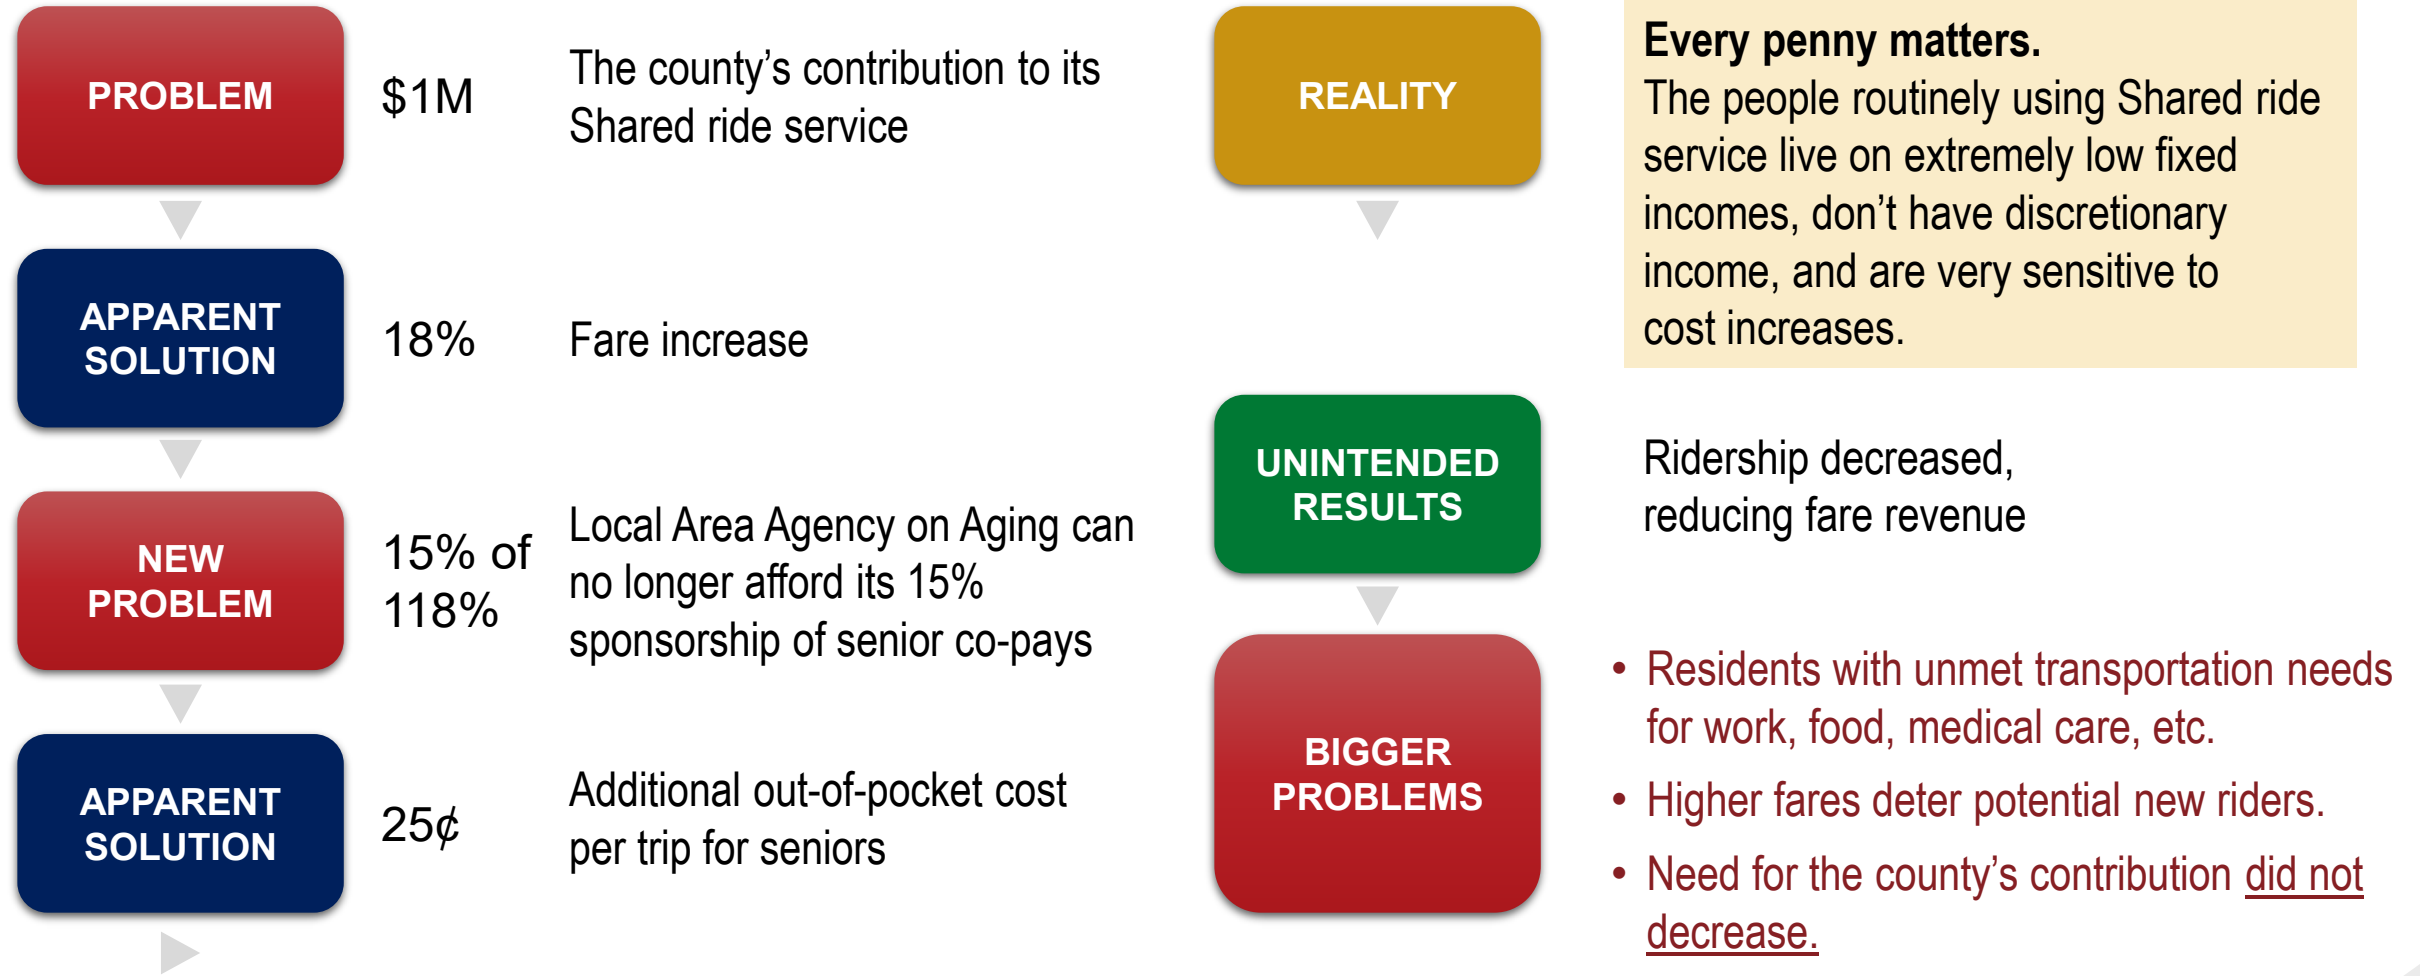 PROBLEM
$1M
The county’s contribution to its
Shared ride service
APPARENT
SOLUTION
18%
Fare increase
NEW
PROBLEM
15% of
118%
Local Area Agency on Aging can
no longer afford its 15%
sponsorship of senior co-pays
APPARENT
SOLUTION
25¢
Additional out-of-pocket cost
per trip for seniors
REALITY
Every penny matters.
The people routinely using Shared ride
service live on extremely low fixed
incomes, don’t have discretionary
income, and are very sensitive to
cost increases.
UNINTENDED
RESULTS
Ridership decreased,
reducing fare revenue
BIGGER
PROBLEMS
• Residents with unmet transportation needs
for work, food, medical care, etc.
• Higher fares deter potential new riders.
• Need for the county’s contribution did not
decrease.